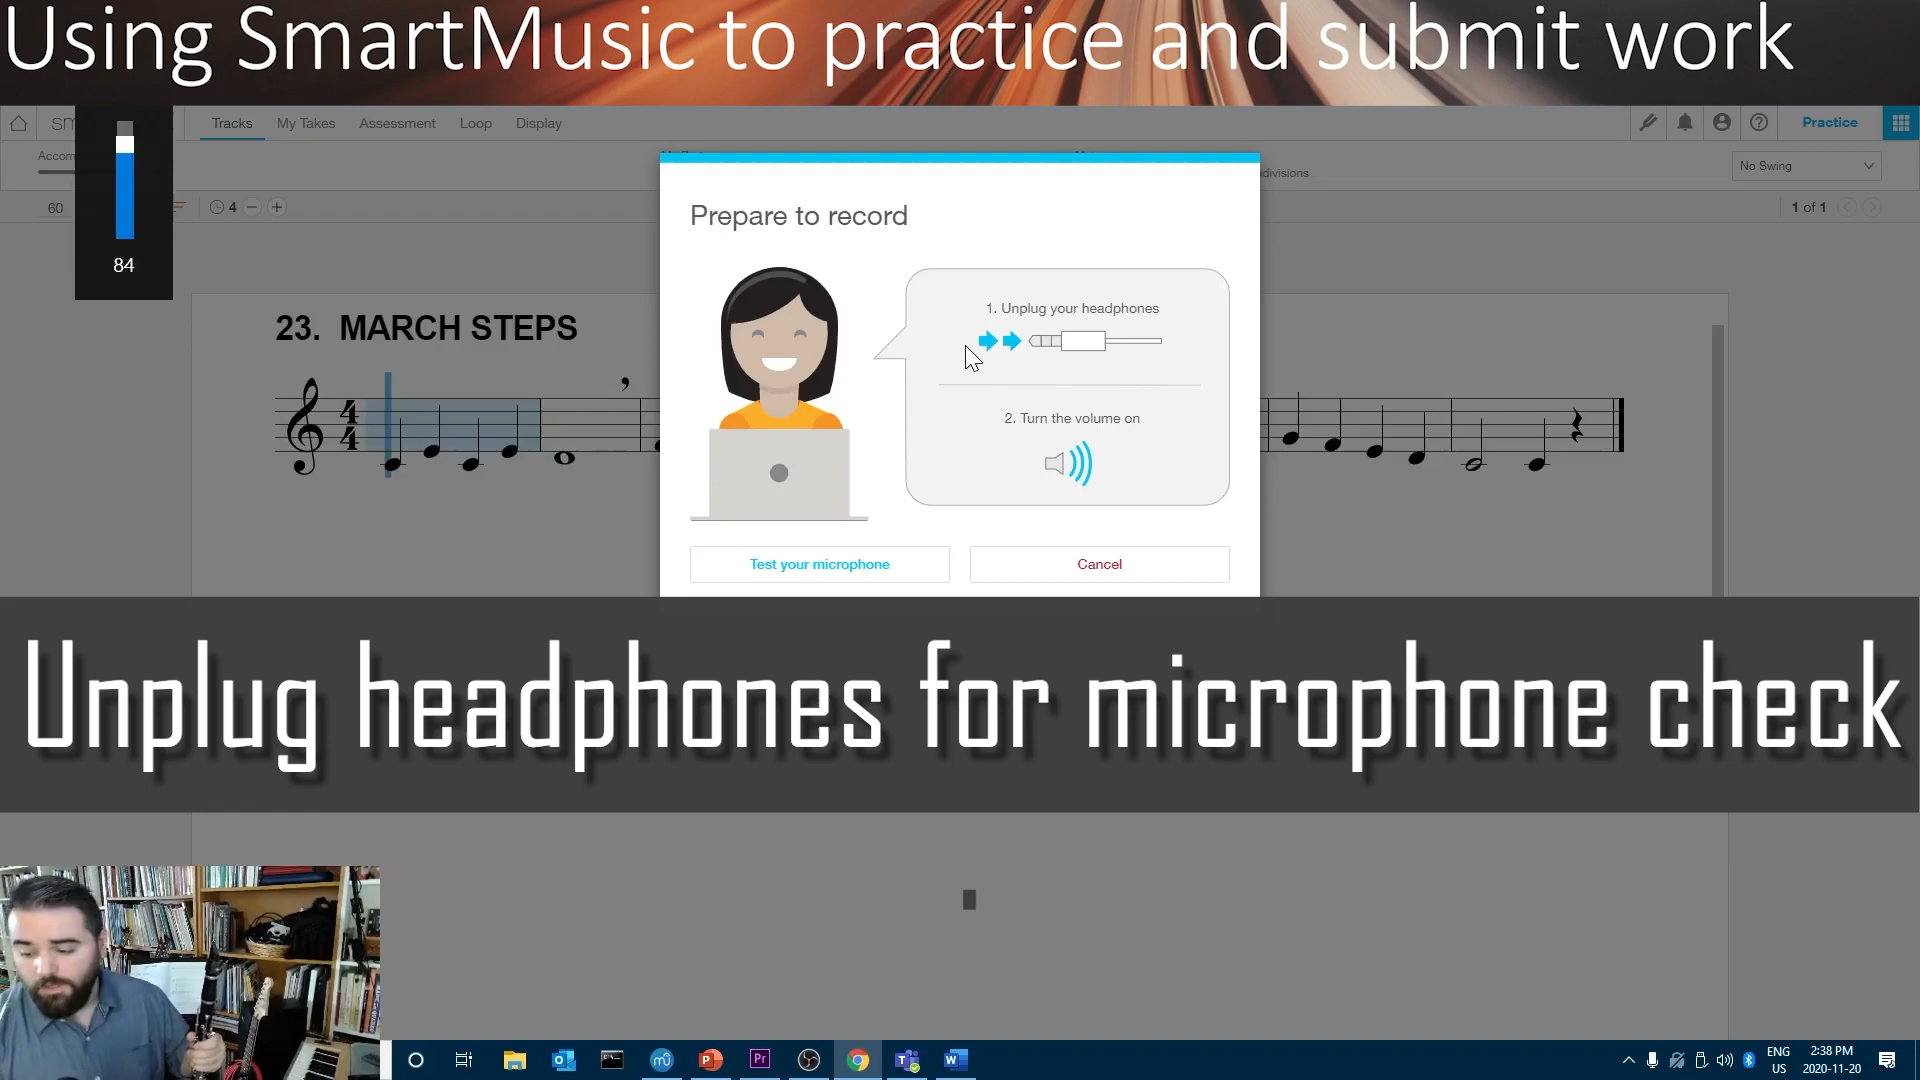 Using SmartMusic to practice and submit work
Tracks
My Takes
Assessment
Loop
Display
Practice
No Swing
60
4
1 of 1
84
Prepare to record
1. Unplug your headphones
2. Turn the volume on
Test your microphone
Cancel
23. MARCH STEPS
4
4
Unplug headphones for microphone check
ENG
US
2:38 PM
2020-11-20